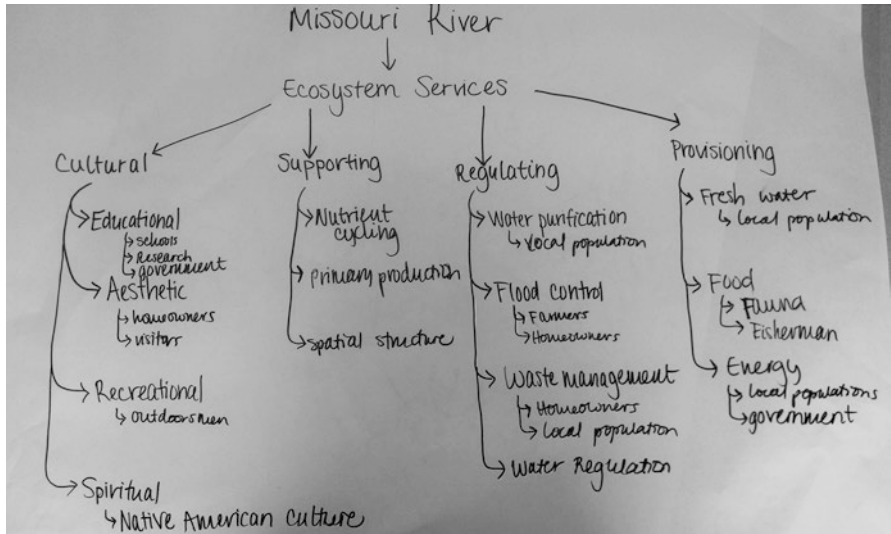 Missouri River
Ecosystem Services
Cultural
Educational
schools
Research
government
Aesthetic
homeowners
visitors
Recreational
outdoorsmen
Spiritual
Native American Culture
Supporting
Nutrient
cycling
primary production
spatial structure
Regulating
Water purification
local population
Flood control
Farmers
Homeowners
Waste management
Homeowners
Local population
Water Regulation
Provisioning
Fresh water
local population
Food
Fauna
Fisherman
Energy
local populations
government